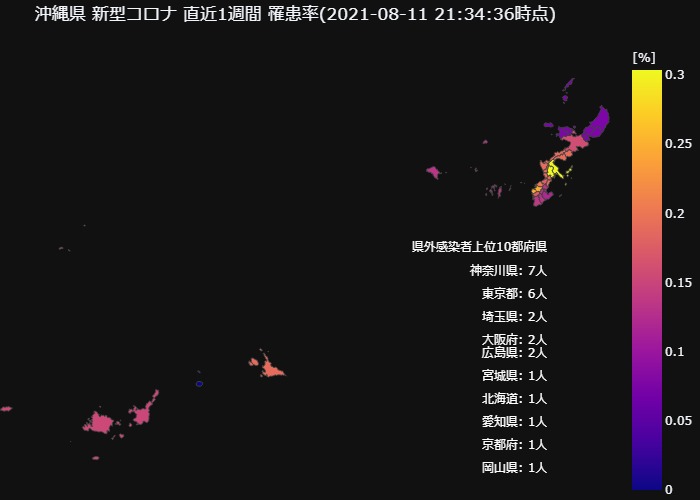 沖縄県 新型コロナ 直近1週間 罹患率(2021-08-11 21:34:36時点)
[%]
0.3
0.25
0.2
0.15
0.1
0.05
0
県外感染者上位10都府県
神奈川県: 7人
東京都: 6人
埼玉県: 2人
大阪府: 2人
広島県: 2人
宮城県: 1人
北海道: 1人
愛知県: 1人
京都府: 1人
岡山県: 1人